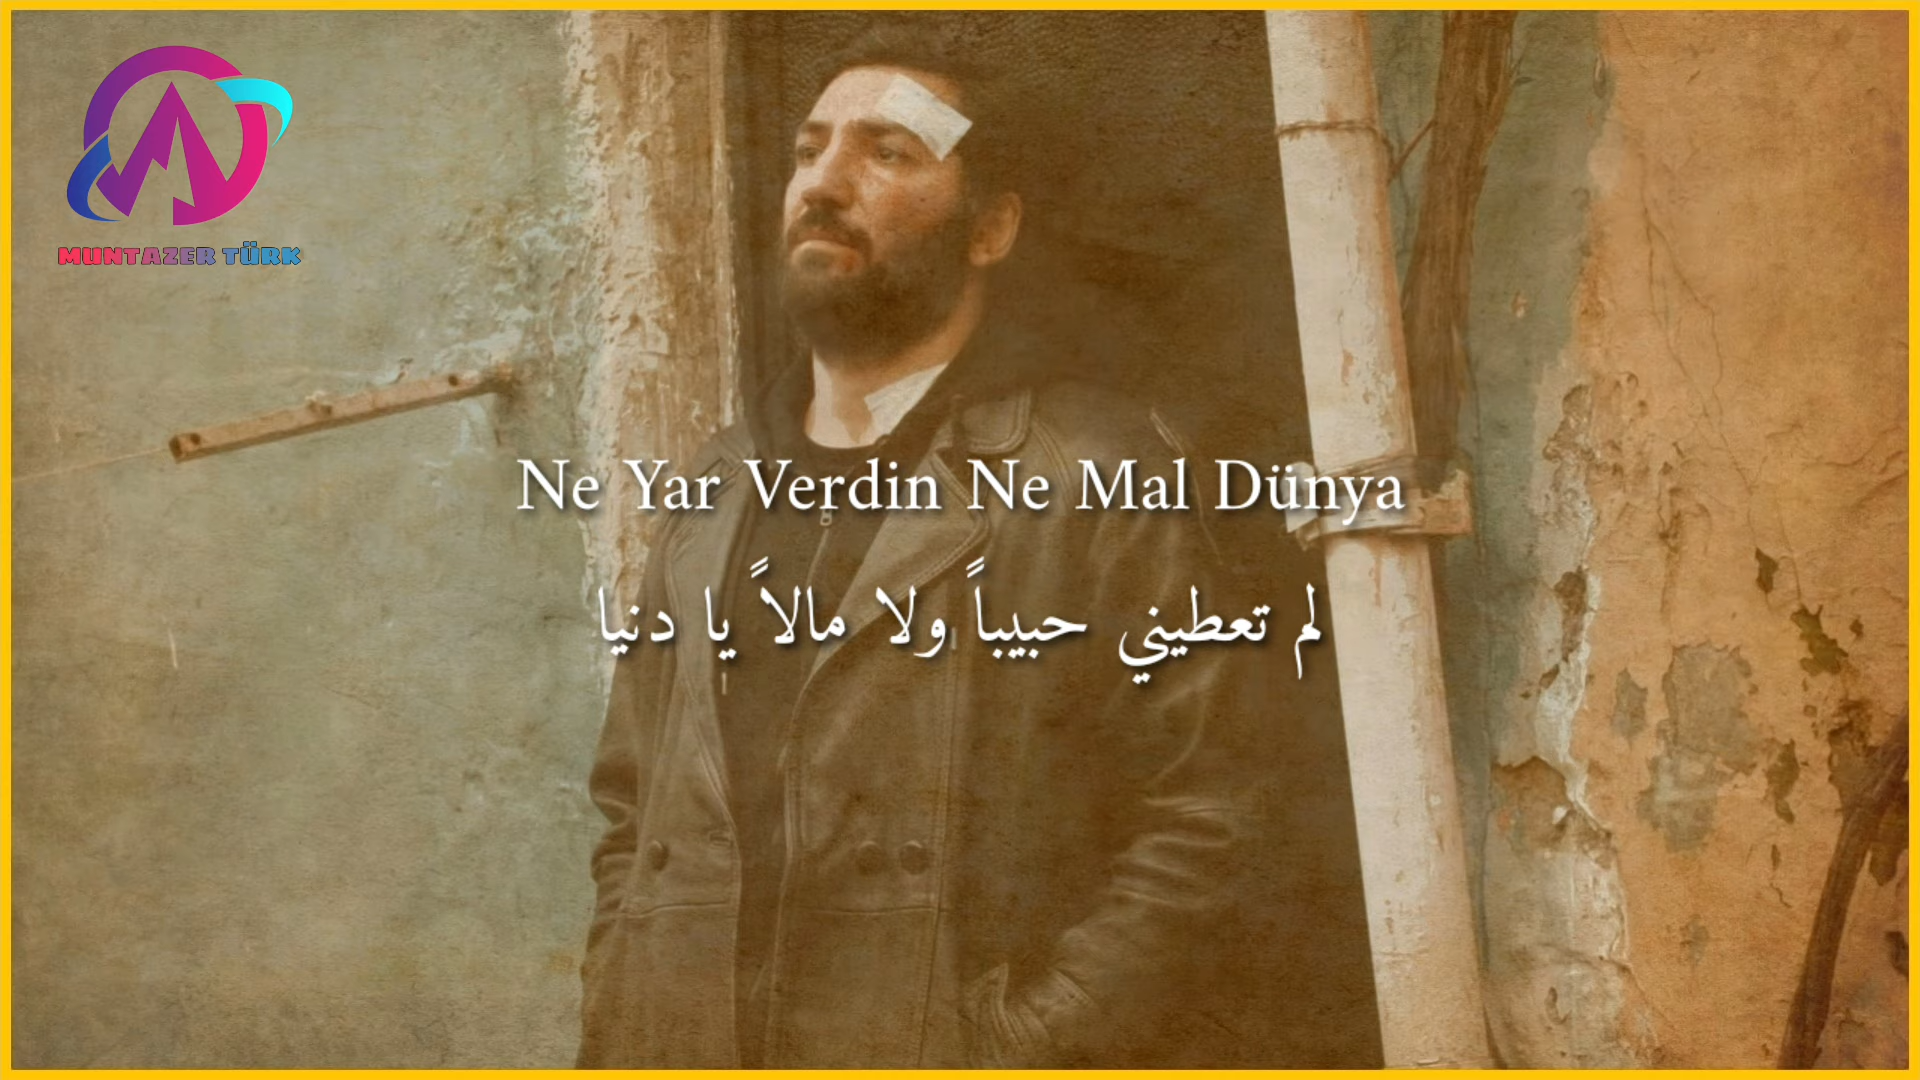 MUNTAZER TÜRK
Ne Yar Verdin Ne Mal Dünya
لم تعطيني حبيباً ولا مالاً يا دنيا